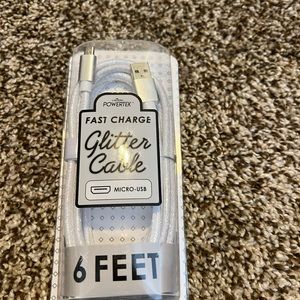 POWERTEK
FAST CHARGE
Glitter
Cable
MICRO-USB
6 FEET